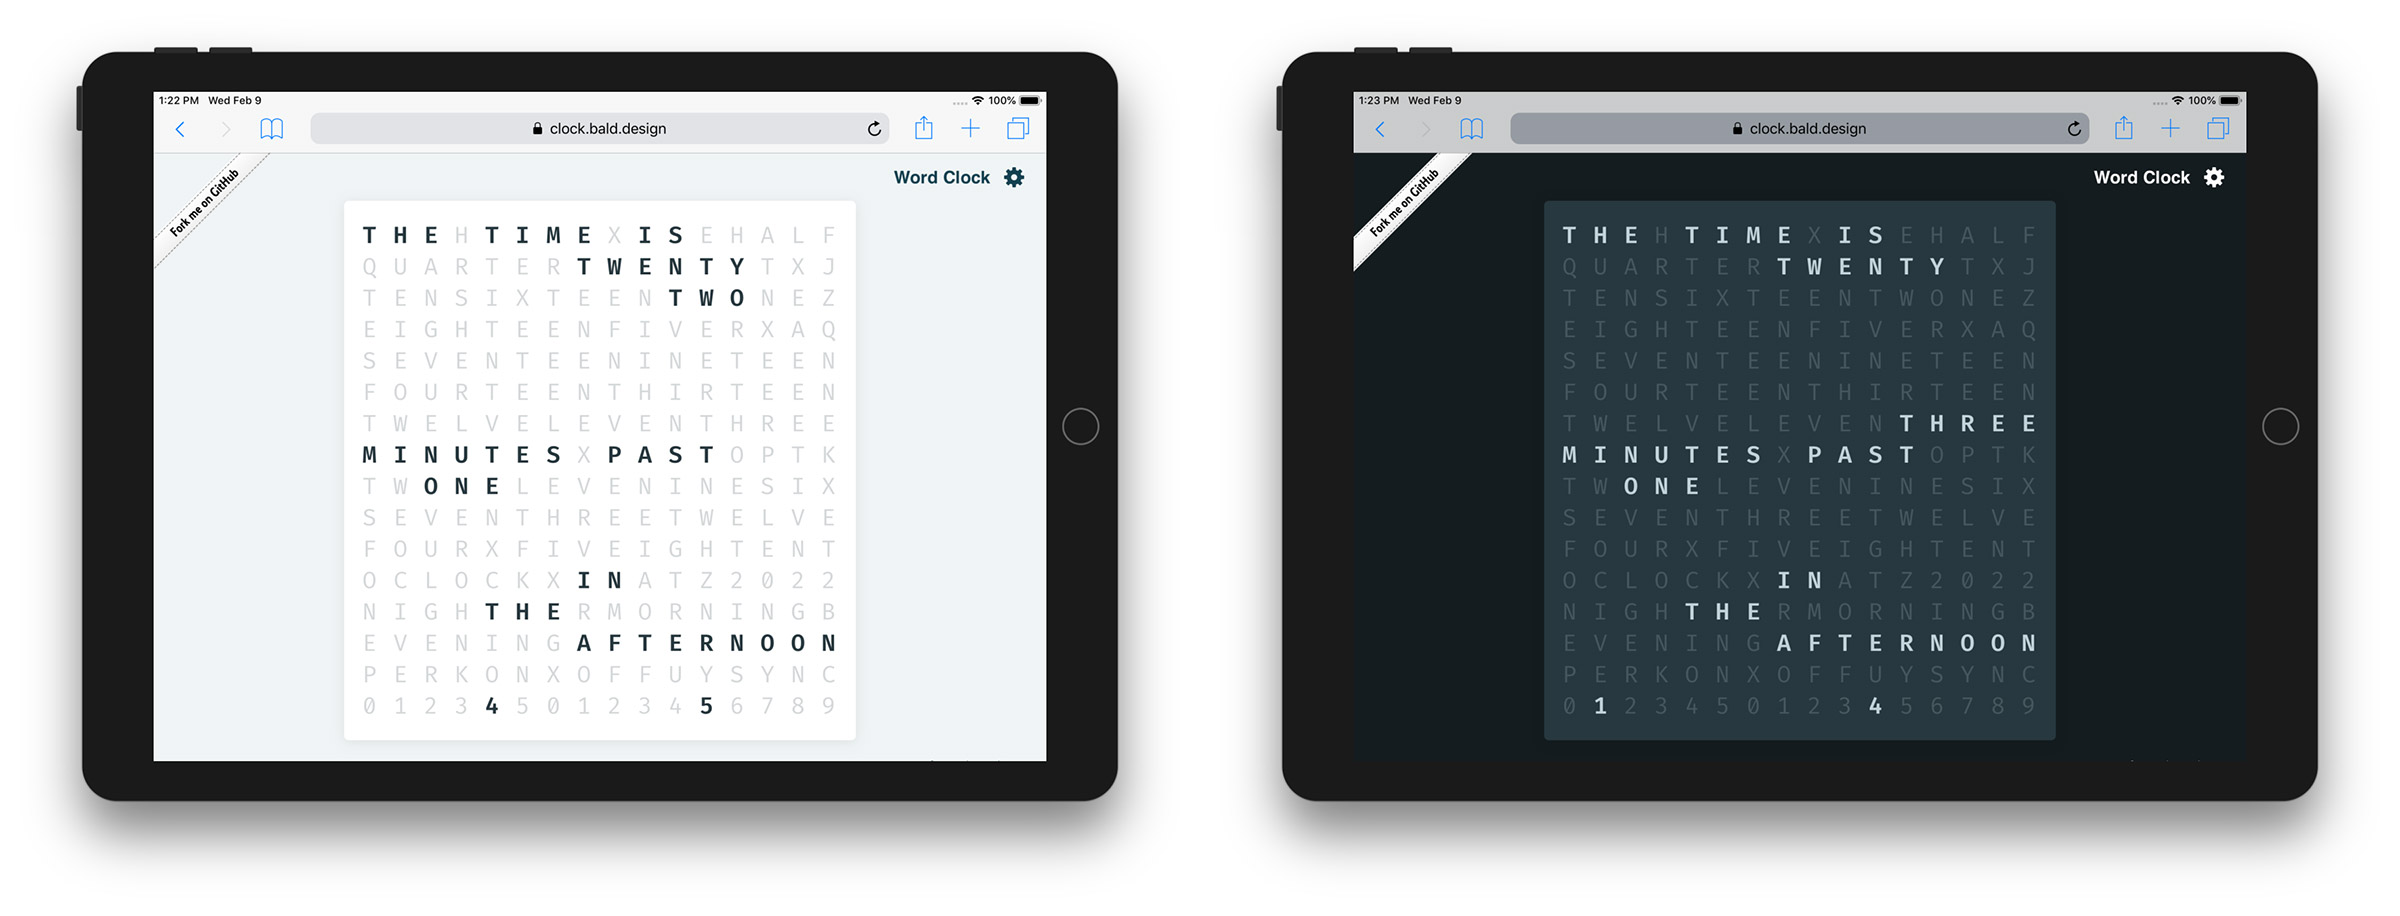 1:22 PM Wed Feb 9 100%
clock.bald.design
Fork me on GitHub
Word Clock
T H E H T I M E X I S E H A L F
Q U A R T E R T W E N T Y T X J
T E N S I X T E E N T W O N E Z
E I G H T E E N F I V E R X A Q
S E V E N T E E N I N E T E E N
F O U R T E E N T H I R T E E N
T W E L V E L E V E N T H R E E
M I N U T E S X P A S T O P T K
T W O N E L E V E N I N E S I X
S E V E N T H R E E T W E L V E
F O U R X F I V E I G H T E N T
O C L O C K X I N A T Z 2 0 2 2
N I G H T H E R M O R N I N G B
E V E N I N G A F T E R N O O N
P E R K O N X O F F U Y S Y N C
0 1 2 3 4 5 0 1 2 3 4 5 6 7 8 9
1:23 PM Wed Feb 9 100%
clock.bald.design
Fork me on GitHub
Word Clock
T H E H T I M E X I S E H A L F
Q U A R T E R T W E N T Y T X J
T E N S I X T E E N T W O N E Z
E I G H T E E N F I V E R X A Q
S E V E N T E E N I N E T E E N
F O U R T E E N T H I R T E E N
T W E L V E L E V E N T H R E E
M I N U T E S X P A S T O P T K
T W O N E L E V E N I N E S I X
S E V E N T H R E E T W E L V E
F O U R X F I V E I G H T E N T
O C L O C K X I N A T Z 2 0 2 2
N I G H T H E R M O R N I N G B
E V E N I N G A F T E R N O O N
P E R K O N X O F F U Y S Y N C
0 1 2 3 4 5 0 1 2 3 4 5 6 7 8 9